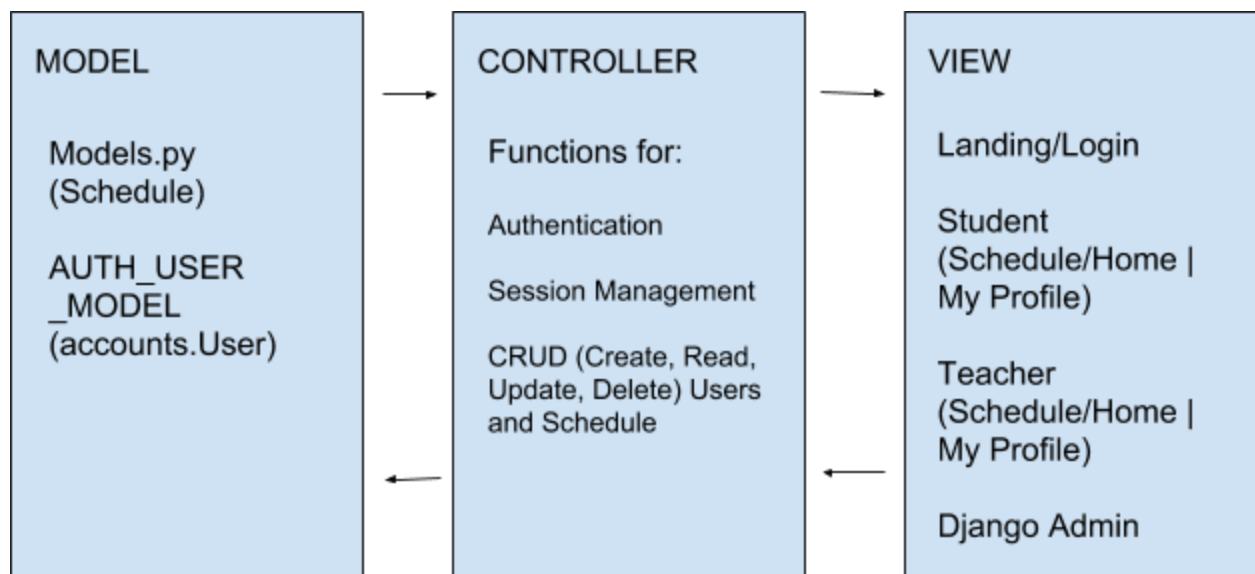 MODEL
Models.py
(Schedule)
AUTH_USER
_MODEL
(accounts.User)
CONTROLLER
Functions for:
Authentication
Session Management
CRUD (Create, Read,
Update, Delete) Users
and Schedule
VIEW
Landing/Login
Student
(Schedule/Home |
My Profile)
Teacher
(Schedule/Home |
My Profile)
Django Admin